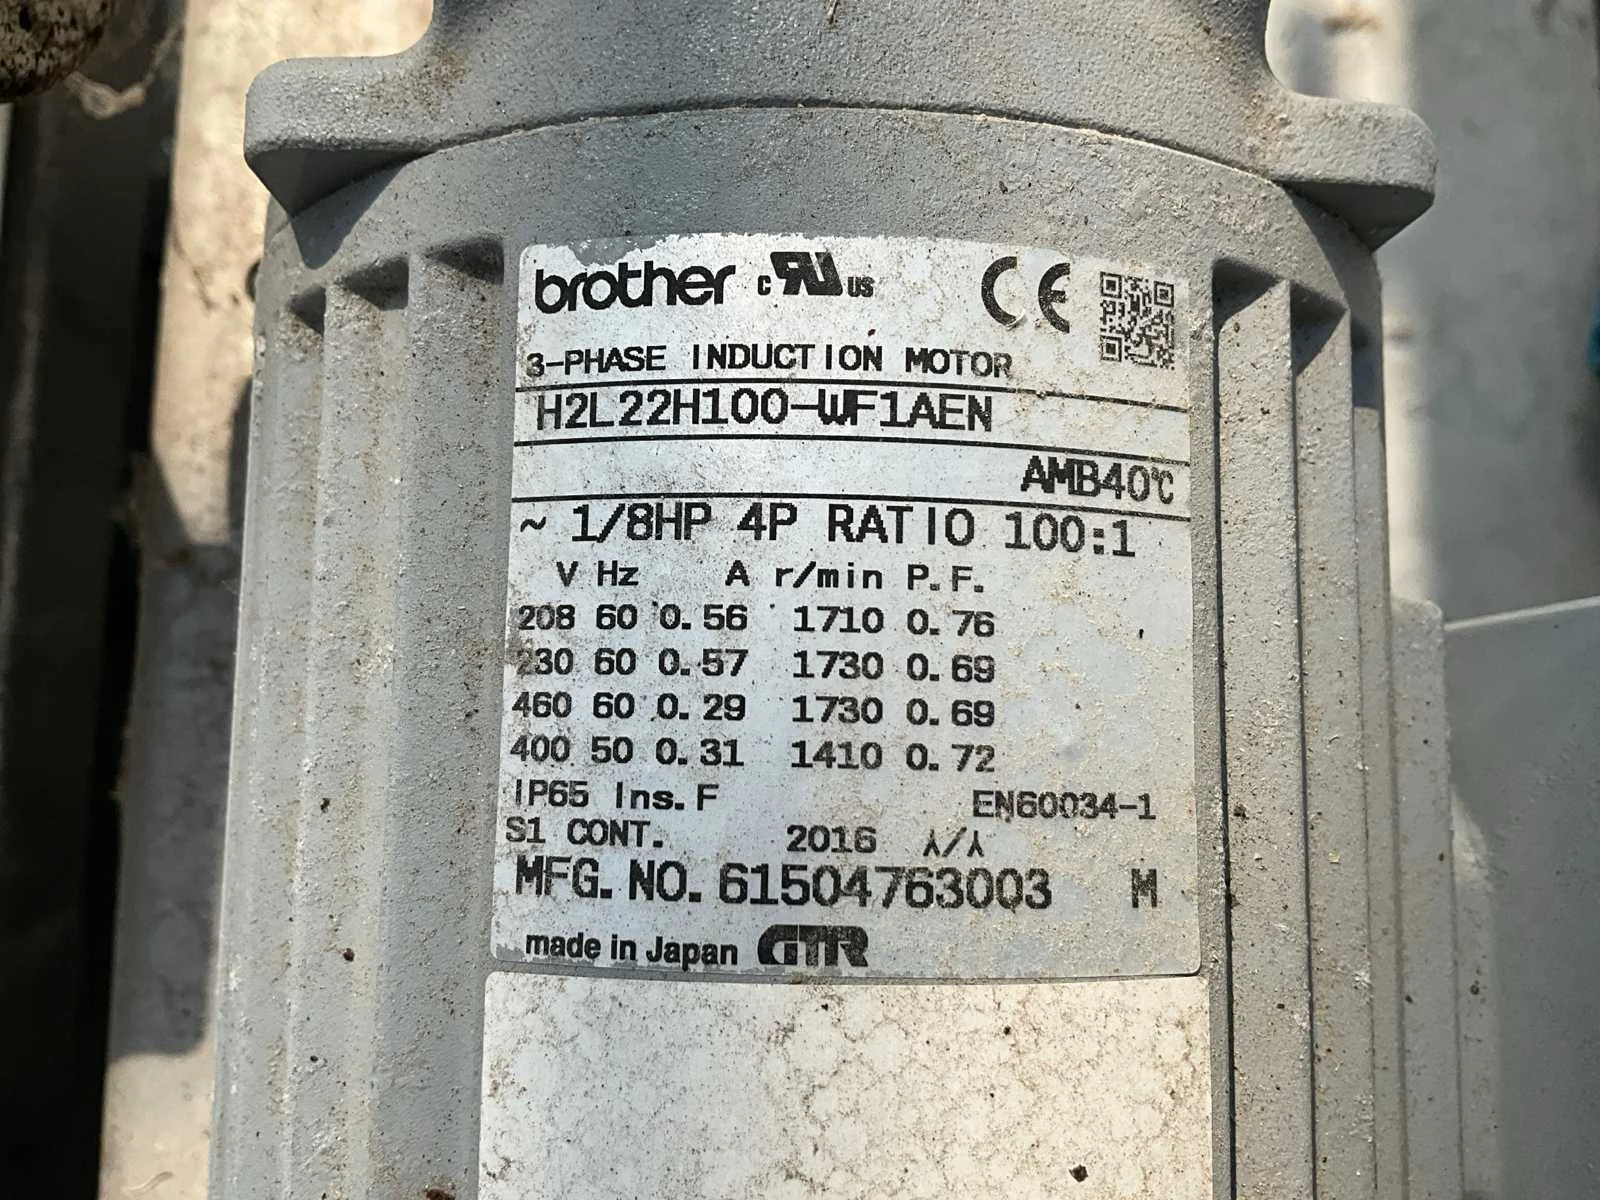 brother c RU US CE
3-PHASE INDUCTION MOTOR
H2L22H100-WF1AEN
AMB40℃
~ 1/8HP 4P RATIO 100:1
V Hz A r/min P.F.
208 60 0.56 1710 0.76
230 60 0.57 1730 0.69
460 60 0.29 1730 0.69
400 50 0.31 1410 0.72
IP65 Ins.F EN60034-1
S1 CONT. 2016 人/人
MFG.NO.61504763003 M
made in Japan GTR